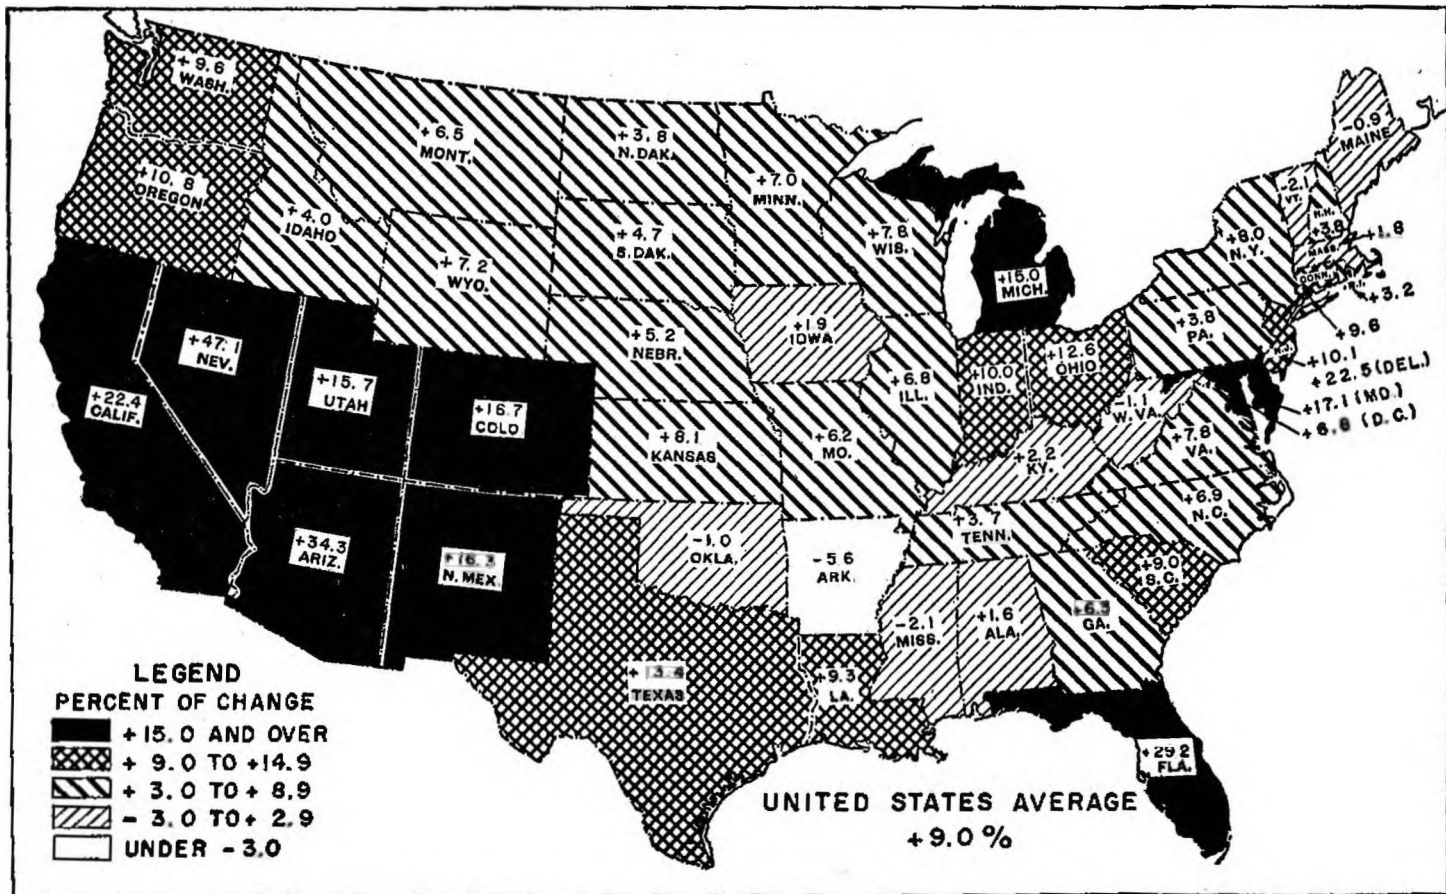 + 9.6
WASH.
+10.8
OREGON
+22.4
CALIF.
+47.1
NEV.
+4.0
IDAHO
+6.5
MONT.
+7.2
WYO.
+15.7
UTAH
+16.7
COLO
+34.3
ARIZ.
+16.3
N. MEX.
+3.8
N.DAK.
+4.7
S.DAK.
+5.2
NEBR.
+8.1
KANSAS
-1.0
OKLA.
+ 13.4
TEXAS
+7.0
MINN.
+1.9
IOWA
+6.2
MO.
-5.6
ARK.
+9.3
LA.
+7.8
WIS.
+6.8
ILL.
+15.0
MICH.
+10.0
IND.
+12.6
OHIO
+2.2
KY.
+3.7
TENN.
-2.1
MISS.
+1.6
ALA.
+6.3
GA.
+29.2
FLA.
+9.0
S.C.
+6.9
N.C.
+7.8
VA.
-1.1
W. VA.
+3.8
PA.
+8.0
N.Y.
-2.1
VT.
N.H.
+3.8
-0.9
MAINE
MASS.
+1.8
CONN.
R.I.
+3.2
+9.6
N.J.
+10.1
+22.5 (DEL.)
+17.1 (MD.)
(D.C.)
LEGEND
PERCENT OF CHANGE
+15.0 AND OVER
+ 9.0 TO +14.9
+ 3.0 TO + 8.9
- 3.0 TO + 2.9
UNDER -3.0
UNITED STATES AVERAGE
+9.0%